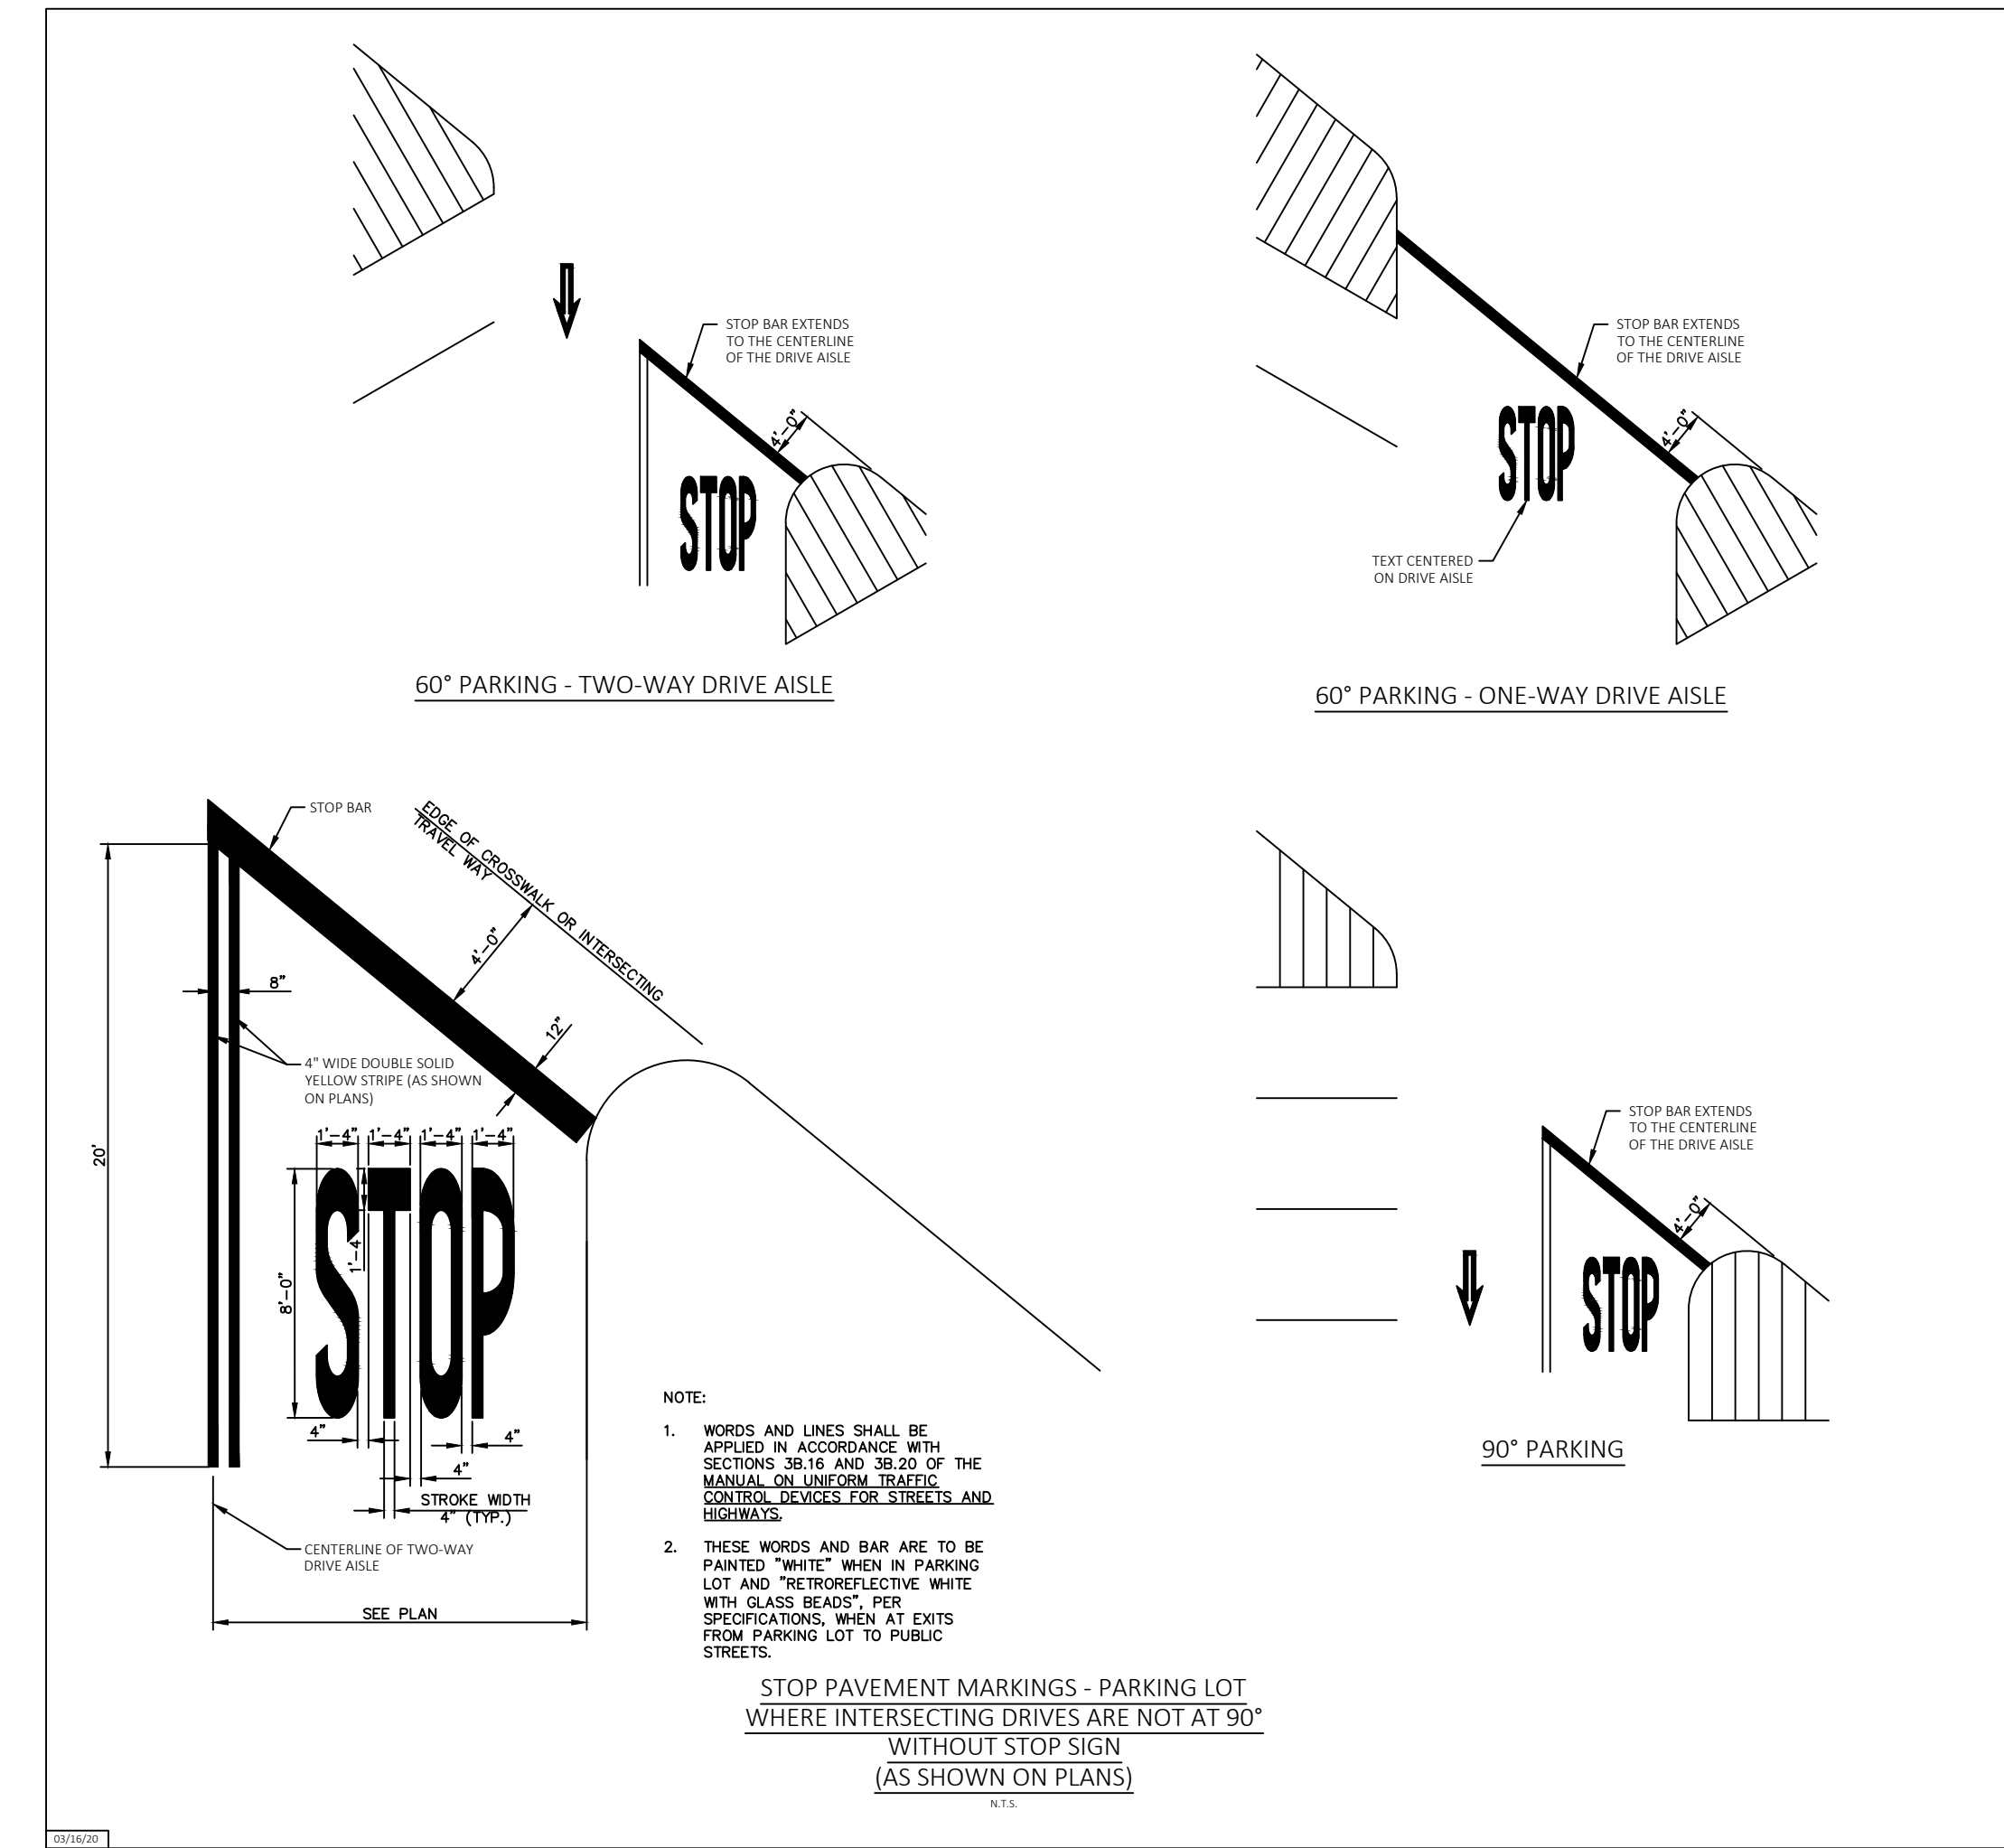 STOP BAR EXTENDS
TO THE CENTERLINE
OF THE DRIVE AISLE
4'-0"
STOP
60° PARKING - TWO-WAY DRIVE AISLE
STOP BAR EXTENDS
TO THE CENTERLINE
OF THE DRIVE AISLE
4'-0"
STOP
TEXT CENTERED
ON DRIVE AISLE
60° PARKING - ONE-WAY DRIVE AISLE
STOP BAR
EDGE OF CROSSWALK OR INTERSECTING
TRAVEL WAY
4'-0"
12"
8"
4" WIDE DOUBLE SOLID
YELLOW STRIPE (AS SHOWN
ON PLANS)
20'
1'-4" 1'-4" 1'-4" 1'-4"
1'-4
8'-0"
STOP
4"
4"
4"
STROKE WIDTH
4" (TYP.)
CENTERLINE OF TWO-WAY
DRIVE AISLE
SEE PLAN
NOTE:
1. WORDS AND LINES SHALL BE
APPLIED IN ACCORDANCE WITH
SECTIONS 3B.16 AND 3B.20 OF THE
MANUAL ON UNIFORM TRAFFIC
CONTROL DEVICES FOR STREETS AND
HIGHWAYS.
2. THESE WORDS AND BAR ARE TO BE
PAINTED "WHITE" WHEN IN PARKING
LOT AND "RETROREFLECTIVE WHITE
WITH GLASS BEADS", PER
SPECIFICATIONS, WHEN AT EXITS
FROM PARKING LOT TO PUBLIC
STREETS.
STOP BAR EXTENDS
TO THE CENTERLINE
OF THE DRIVE AISLE
4'-0"
STOP
90° PARKING
STOP PAVEMENT MARKINGS - PARKING LOT
WHERE INTERSECTING DRIVES ARE NOT AT 90°
WITHOUT STOP SIGN
(AS SHOWN ON PLANS)
N.T.S.
03/16/20